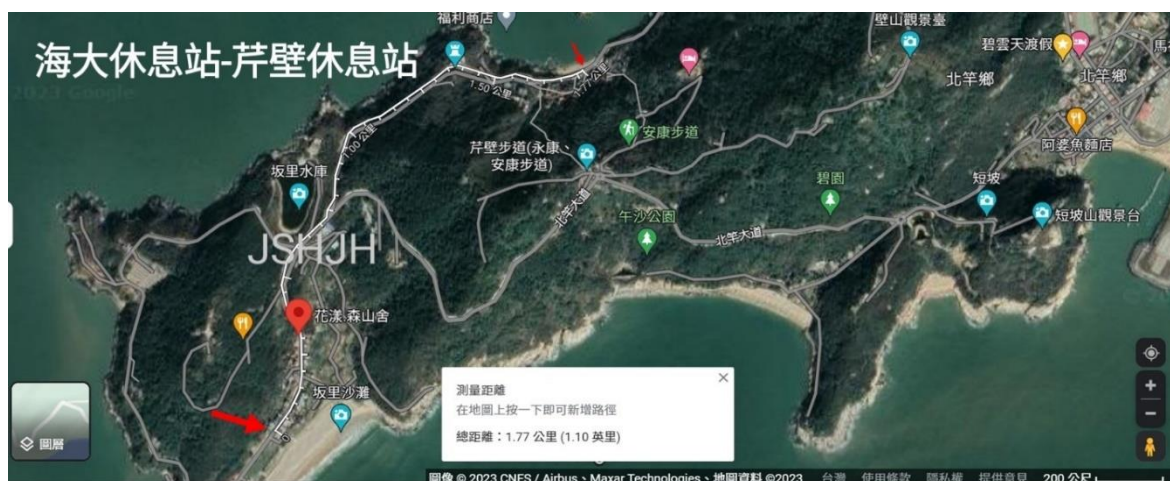 福利商店
海大休息站-芹壁休息站
2023 Google
壁山觀景臺
碧雲天渡假
北竿鄉
北竿鄉
1.50 公里
1.77 公里
1.00 公里
安康步道
芹壁步道(永康、
安康步道)
阿婆魚麵店
坂里水庫
碧園
短坡
短坡山觀景台
北竿大道
午沙公園
北竿大道
JSHJH
花漾.森山舍
坂里沙灘
測量距離
在地圖上按一下即可新增路徑
總距離：1.77 公里 (1.10 英里)
圖層
圖像 © 2023 CNES / Airbus、Maxar Technologies、地圖資料 ©2023 台灣 使用條款 隱私權 提供意見 200 公尺